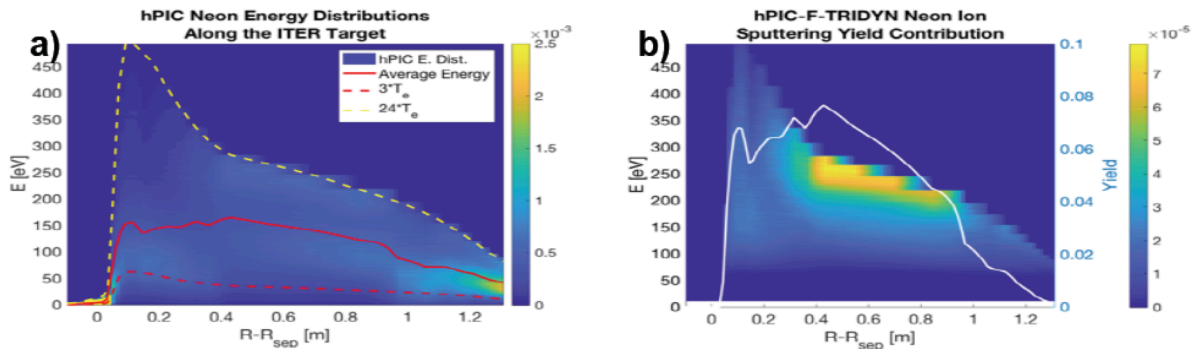 a)
hPIC Neon Energy Distributions
Along the ITER Target
hPIC E. Dist.
Average Energy
3*T_e
24*T_e
E [eV]
450
400
350
300
250
200
150
100
50
0
0 0.2 0.4 0.6 0.8 1 1.2
R-R_sep [m]
×10^-3
2.5
2
1.5
1
0.5
0
b)
hPIC-F-TRIDYN Neon Ion
Sputtering Yield Contribution
E [eV]
450
400
350
300
250
200
150
100
50
0
0 0.2 0.4 0.6 0.8 1 1.2
R-R_sep [m]
Yield
0.1
0.08
0.06
0.04
0.02
0
×10^-5
7
6
5
4
3
2
1
0